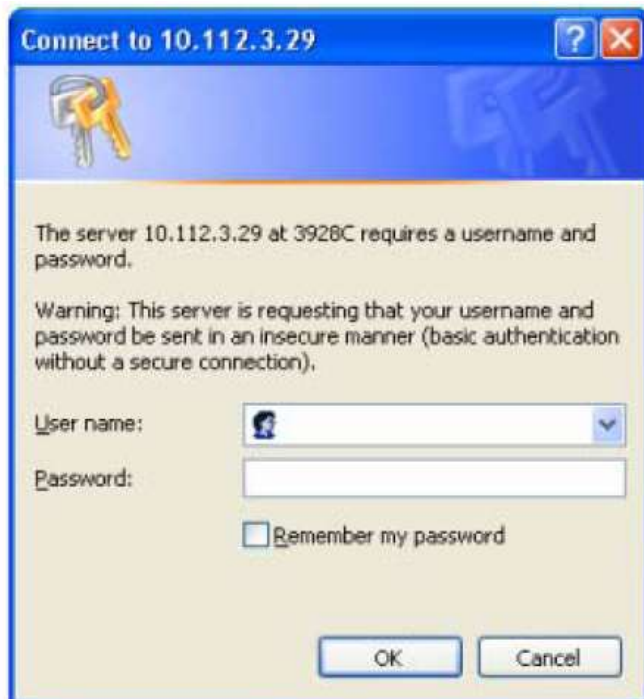 Connect to 10.112.3.29
The server 10.112.3.29 at 3928C requires a username and
password.
Warning: This server is requesting that your username and
password be sent in an insecure manner (basic authentication
without a secure connection).
User name:
Password:
Remember my password
OK Cancel